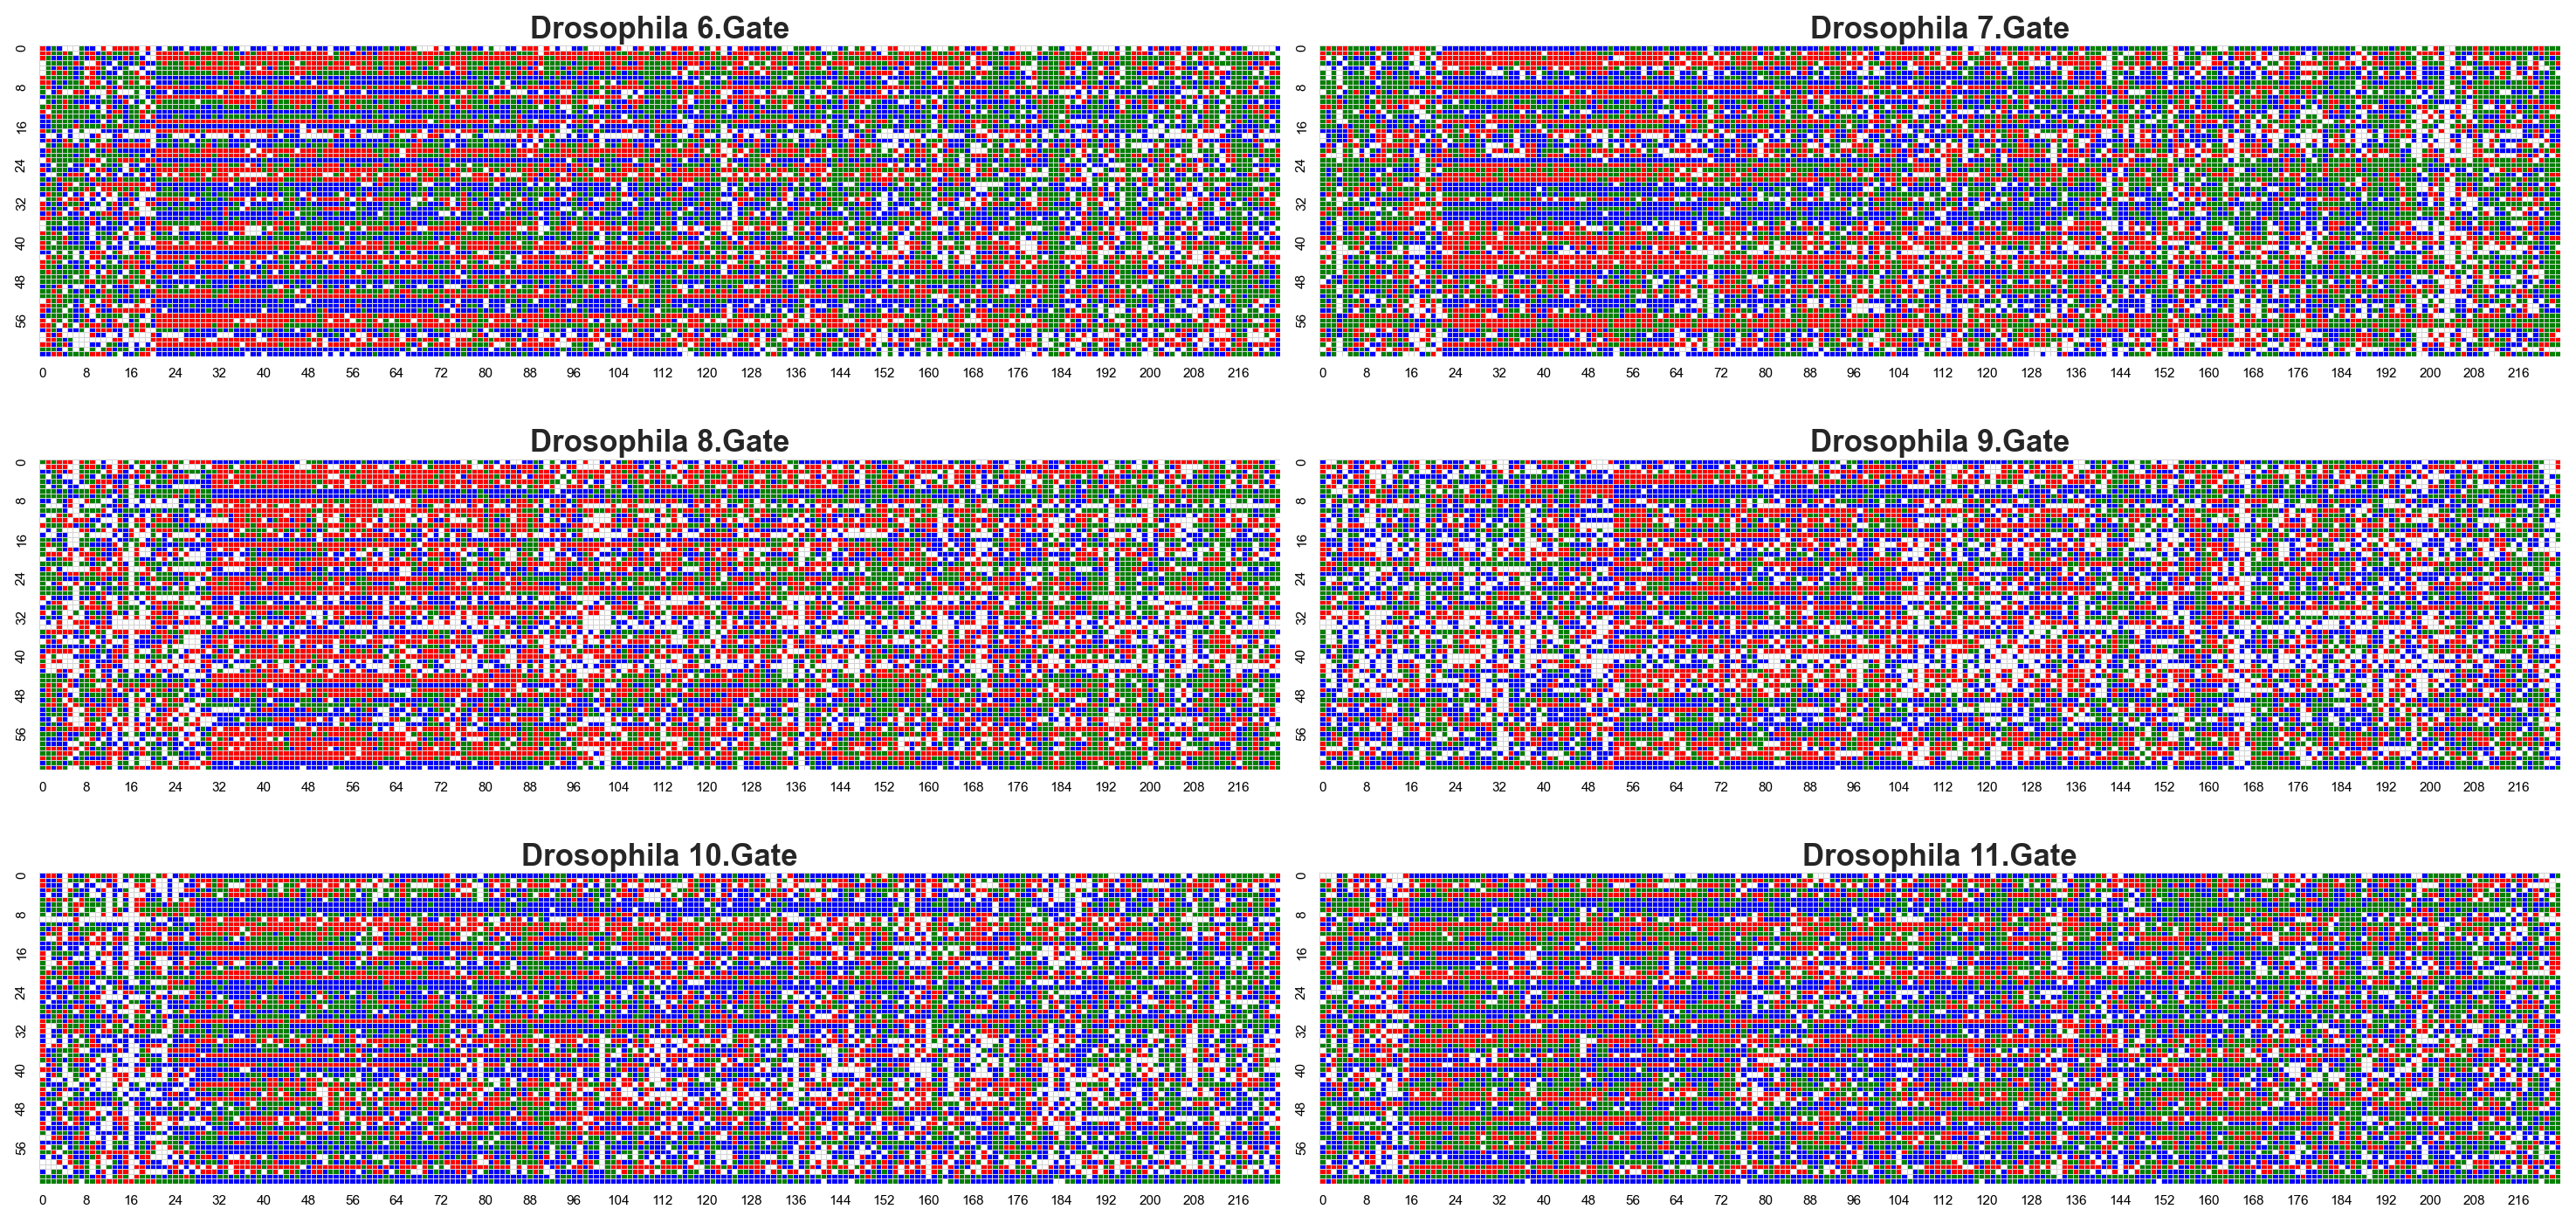 Drosophila 6.Gate
0 8 16 24 32 40 48 56
0 8 16 24 32 40 48 56 64 72 80 88 96 104 112 120 128 136 144 152 160 168 176 184 192 200 208 216
Drosophila 7.Gate
0 8 16 24 32 40 48 56
0 8 16 24 32 40 48 56 64 72 80 88 96 104 112 120 128 136 144 152 160 168 176 184 192 200 208 216
Drosophila 8.Gate
0 8 16 24 32 40 48 56
0 8 16 24 32 40 48 56 64 72 80 88 96 104 112 120 128 136 144 152 160 168 176 184 192 200 208 216
Drosophila 9.Gate
0 8 16 24 32 40 48 56
0 8 16 24 32 40 48 56 64 72 80 88 96 104 112 120 128 136 144 152 160 168 176 184 192 200 208 216
Drosophila 10.Gate
0 8 16 24 32 40 48 56
0 8 16 24 32 40 48 56 64 72 80 88 96 104 112 120 128 136 144 152 160 168 176 184 192 200 208 216
Drosophila 11.Gate
0 8 16 24 32 40 48 56
0 8 16 24 32 40 48 56 64 72 80 88 96 104 112 120 128 136 144 152 160 168 176 184 192 200 208 216